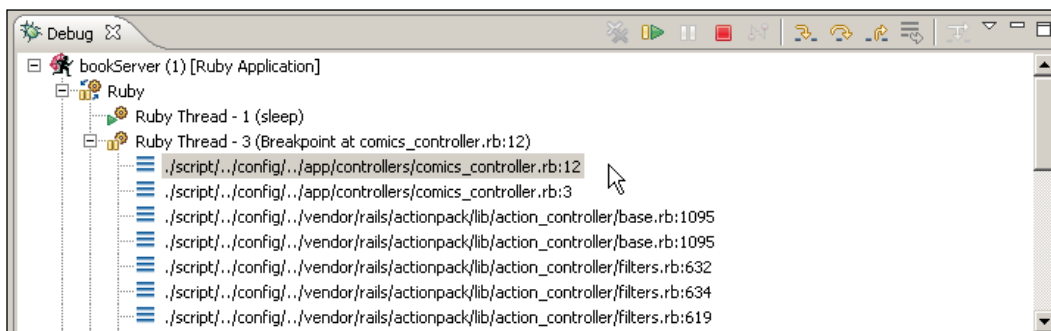 Debug
bookServer (1) [Ruby Application]
Ruby
Ruby Thread - 1 (sleep)
Ruby Thread - 3 (Breakpoint at comics_controller.rb:12)
./script/../config/../app/controllers/comics_controller.rb:12
./script/../config/../app/controllers/comics_controller.rb:3
./script/../config/../vendor/rails/actionpack/lib/action_controller/base.rb:1095
./script/../config/../vendor/rails/actionpack/lib/action_controller/base.rb:1095
./script/../config/../vendor/rails/actionpack/lib/action_controller/filters.rb:632
./script/../config/../vendor/rails/actionpack/lib/action_controller/filters.rb:634
./script/../config/../vendor/rails/actionpack/lib/action_controller/filters.rb:619